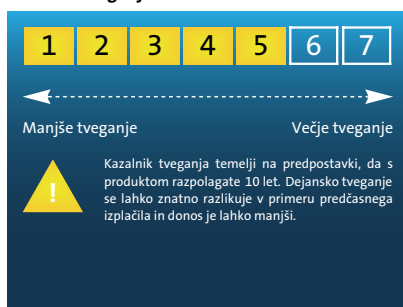 1 2 3 4 5 6 7
Manjše tveganje Večje tveganje
!
Kazalnik tveganja temelji na predpostavki, da s
produktom razpolagate 10 let. Dejansko tveganje
se lahko znatno razlikuje v primeru predčasnega
izplačila in donos je lahko manjši.